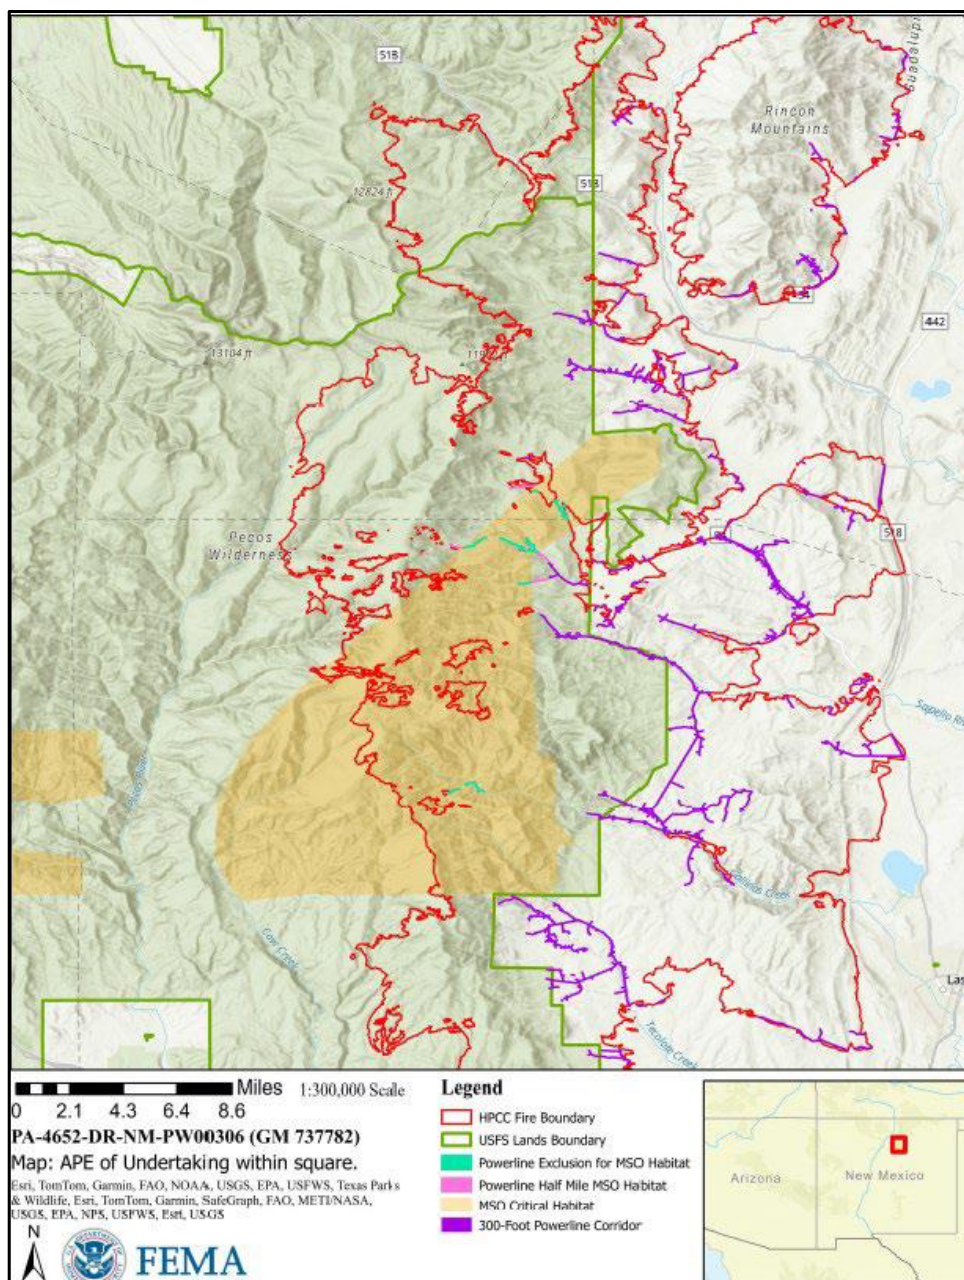 51B
Rincon
Mountains
12824 ft
51B
442
13104 ft
Pecos
Wilderness
518
Sapello
Cow Creek
Tecolote Creek
Las
Miles
1:300,000 Scale
0 2.1 4.3 6.4 8.6
PA-4652-DR-NM-PW00306 (GM 737782)
Map: APE of Undertaking within square.
Esri, TomTom, Garmin, FAO, NOAA, USGS, EPA, USFWS, Texas Parks
& Wildlife, Esri, TomTom, Garmin, SafeGraph, FAO, METI/NASA,
USGS, EPA, NPS, USFWS, Esri, USGS
N
FEMA
Legend
HPCC Fire Boundary
USFS Lands Boundary
Powerline Exclusion for MSO Habitat
Powerline Half Mile MSO Habitat
MSO Critical Habitat
300-Foot Powerline Corridor
Arizona
New Mexico